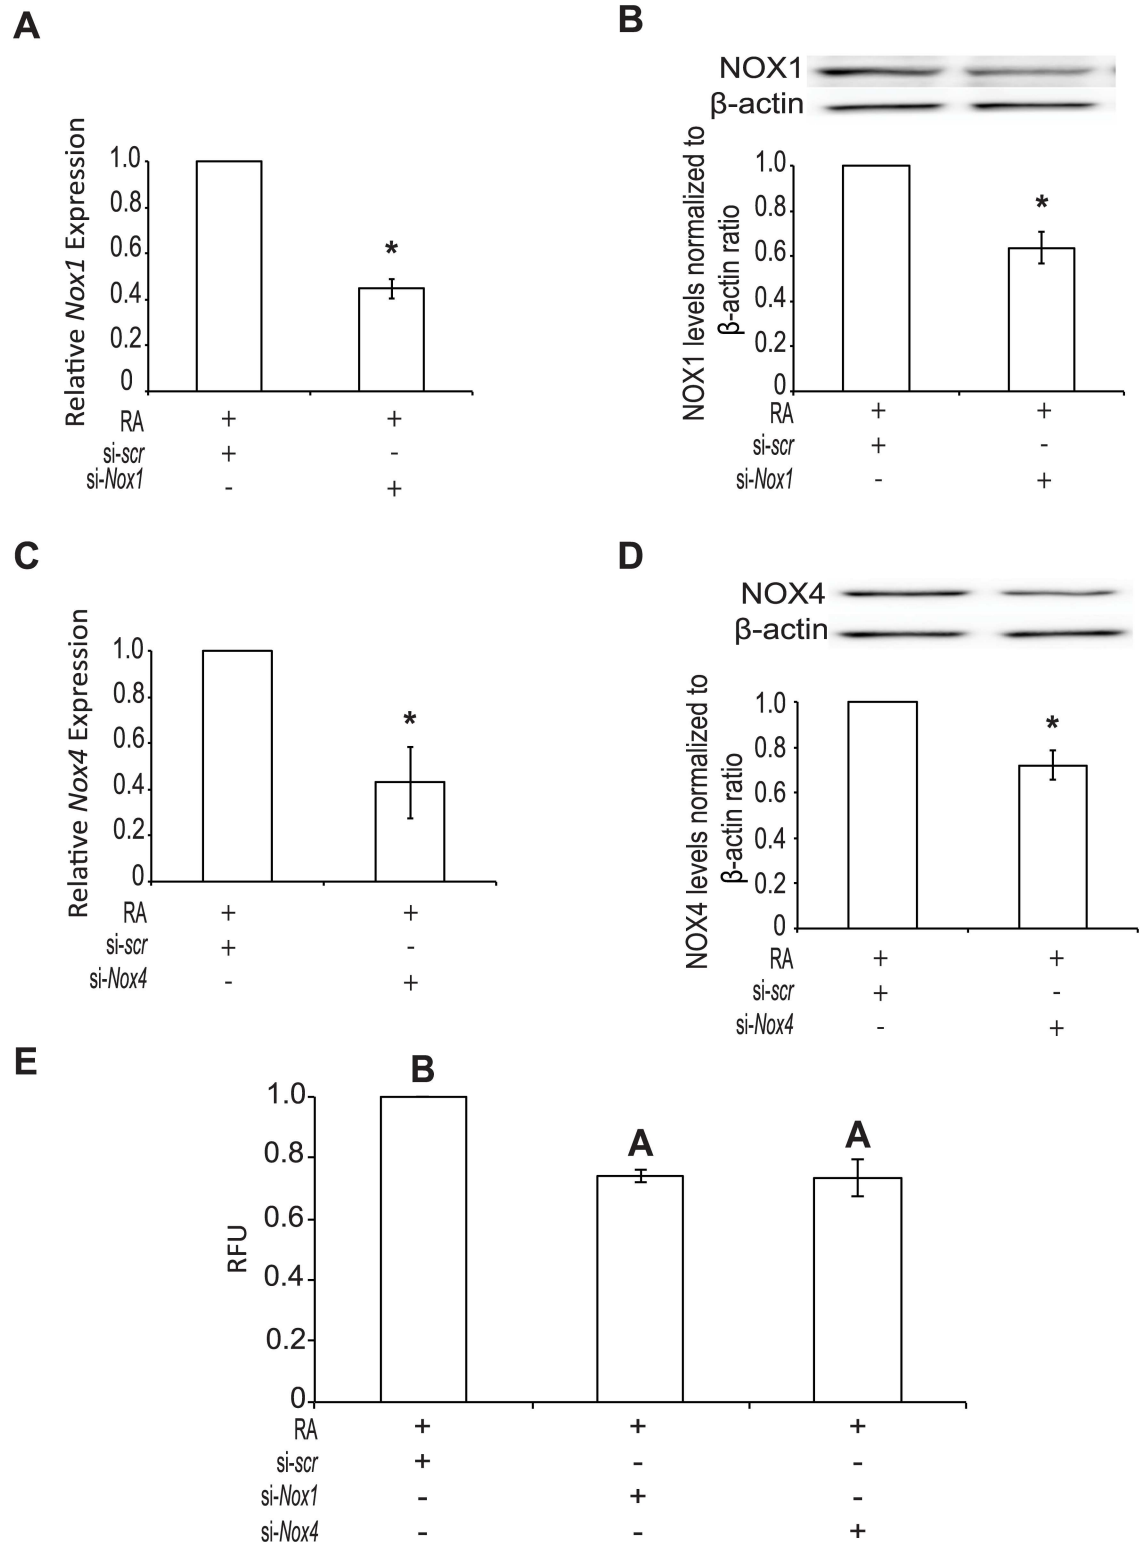 A
Relative Nox1 Expression
1.0
0.8
0.6
0.4
0.2
0
*
RA + +
si-scr + -
si-Nox1 - +
B
NOX1
β-actin
NOX1 levels normalized to
β-actin ratio
1.0
0.8
0.6
0.4
0.2
0
*
RA + +
si-scr + -
si-Nox1 - +
C
Relative Nox4 Expression
1.0
0.8
0.6
0.4
0.2
0
*
RA + +
si-scr + -
si-Nox4 - +
D
NOX4
β-actin
NOX4 levels normalized to
β-actin ratio
1.0
0.8
0.6
0.4
0.2
0
*
RA + +
si-scr + -
si-Nox4 - +
E
RFU
1.0
0.8
0.6
0.4
0.2
0
B A A
RA + + +
si-scr + - -
si-Nox1 - + -
si-Nox4 - - +